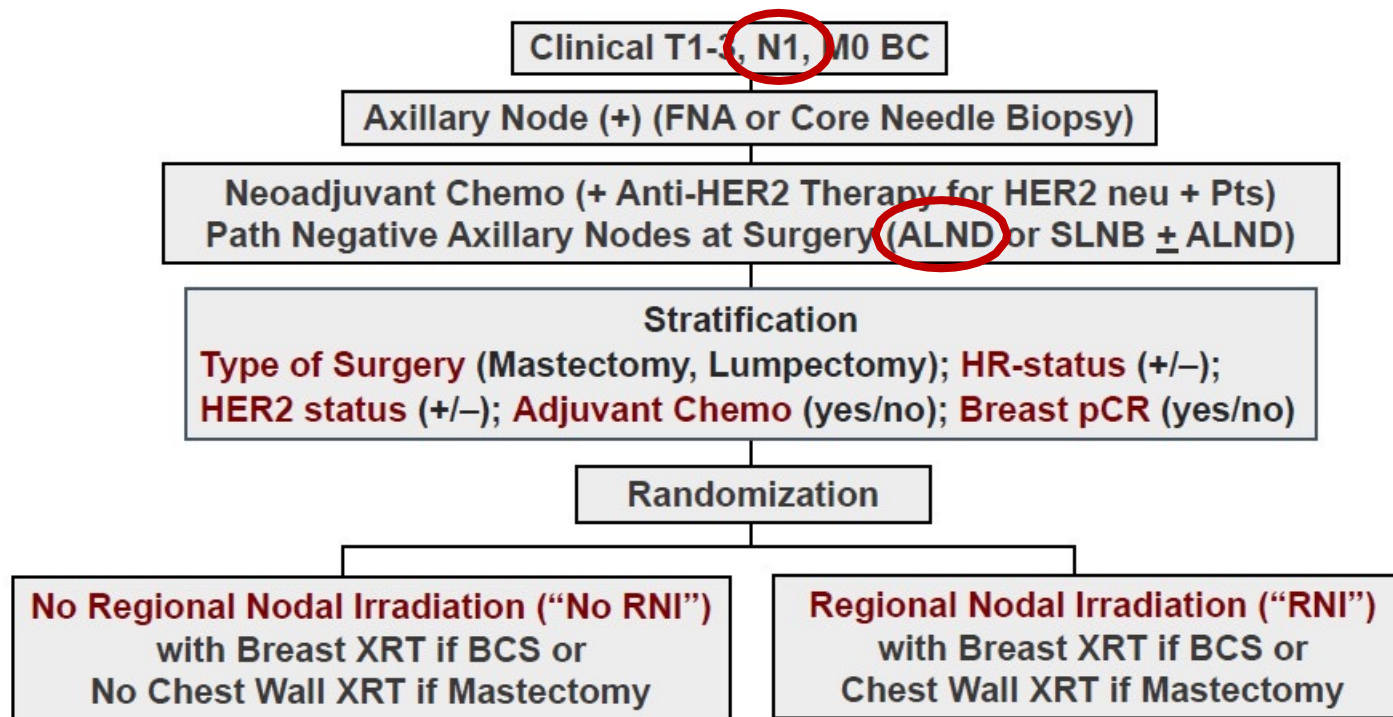 Clinical T1-3, N1, M0 BC
Axillary Node (+) (FNA or Core Needle Biopsy)
Neoadjuvant Chemo (+ Anti-HER2 Therapy for HER2 neu + Pts)
Path Negative Axillary Nodes at Surgery (ALND or SLNB ± ALND)
Stratification
Type of Surgery (Mastectomy, Lumpectomy); HR-status (+/–);
HER2 status (+/–); Adjuvant Chemo (yes/no); Breast pCR (yes/no)
Randomization
No Regional Nodal Irradiation (“No RNI”)
with Breast XRT if BCS or
No Chest Wall XRT if Mastectomy
Regional Nodal Irradiation (“RNI”)
with Breast XRT if BCS or
Chest Wall XRT if Mastectomy